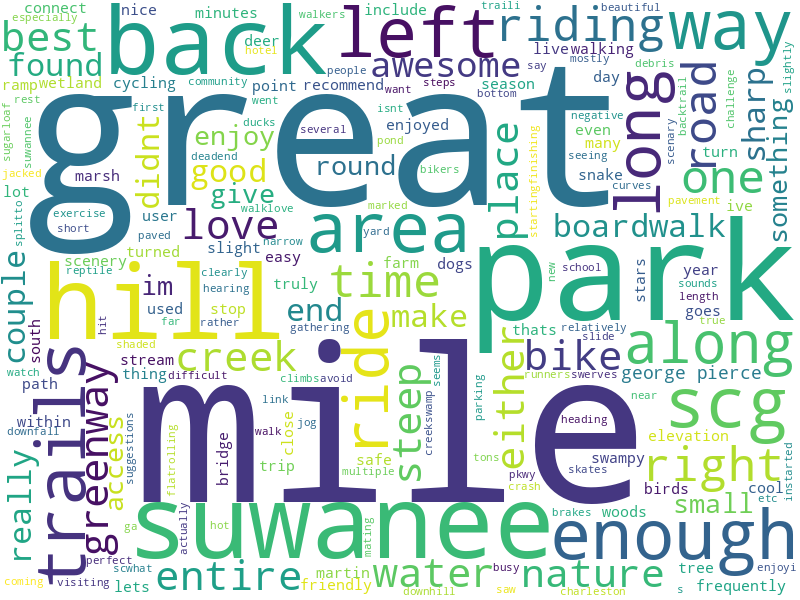 connect
especially
nice
minutes
include
walkers
traili
beautiful
best
back
left
riding
way
found
deer
hotel
awesome
live
walking
ramp
wetland
cycling
community
point
recommend
people
want
say
steps
mostly
season
day
debris
slightly
rest
first
went
isnt
bottom
negative
great
long
road
sharp
backtrail
challenge
scenary
sugarloaf
suwannee
ducks
several
pond
bikers
even
seeing
many
turn
something
jacked
didnt
enjoy
deadend
enjoyed
marsh
good
round
place
snake
curves
one
pavement
ive
lot
give
exercise
user
walklove
marked
startingfinishing
splitto
short
love
area
boardwalk
paved
slight
narrow
yard
couple
scenery
turned
easy
farm
dogs
stars
year
school
sounds
reptile
clearly
hearing
truly
time
park
new
goes
length
hill
im
used
stop
far
rather
end
make
south
hit
gathering
ride
thats
true
along
shaded
stream
creek
relatively
slide
watch
trails
thing
difficult
climbs
avoid
seems
bike
runners
swerves
george pierce
near
path
greenway
link
parking
scg
within
access
suggestions
mile
walk
jog
close
steep
creekswamp
either
heading
elevation
downfall
flatrolling
bridge
trip
safe
multiple
tons
pkwy
skates
swampy
right
birds
cool
instarted
really
crash
etc
small
suwanee
brakes
woods
enough
ga
actually
hot
mating
perfect
scwhat
entire
martin
water
busy
nature
tree
enjoyi
coming
visiting
lets
friendly
downhill
saw
charleston
s
frequently